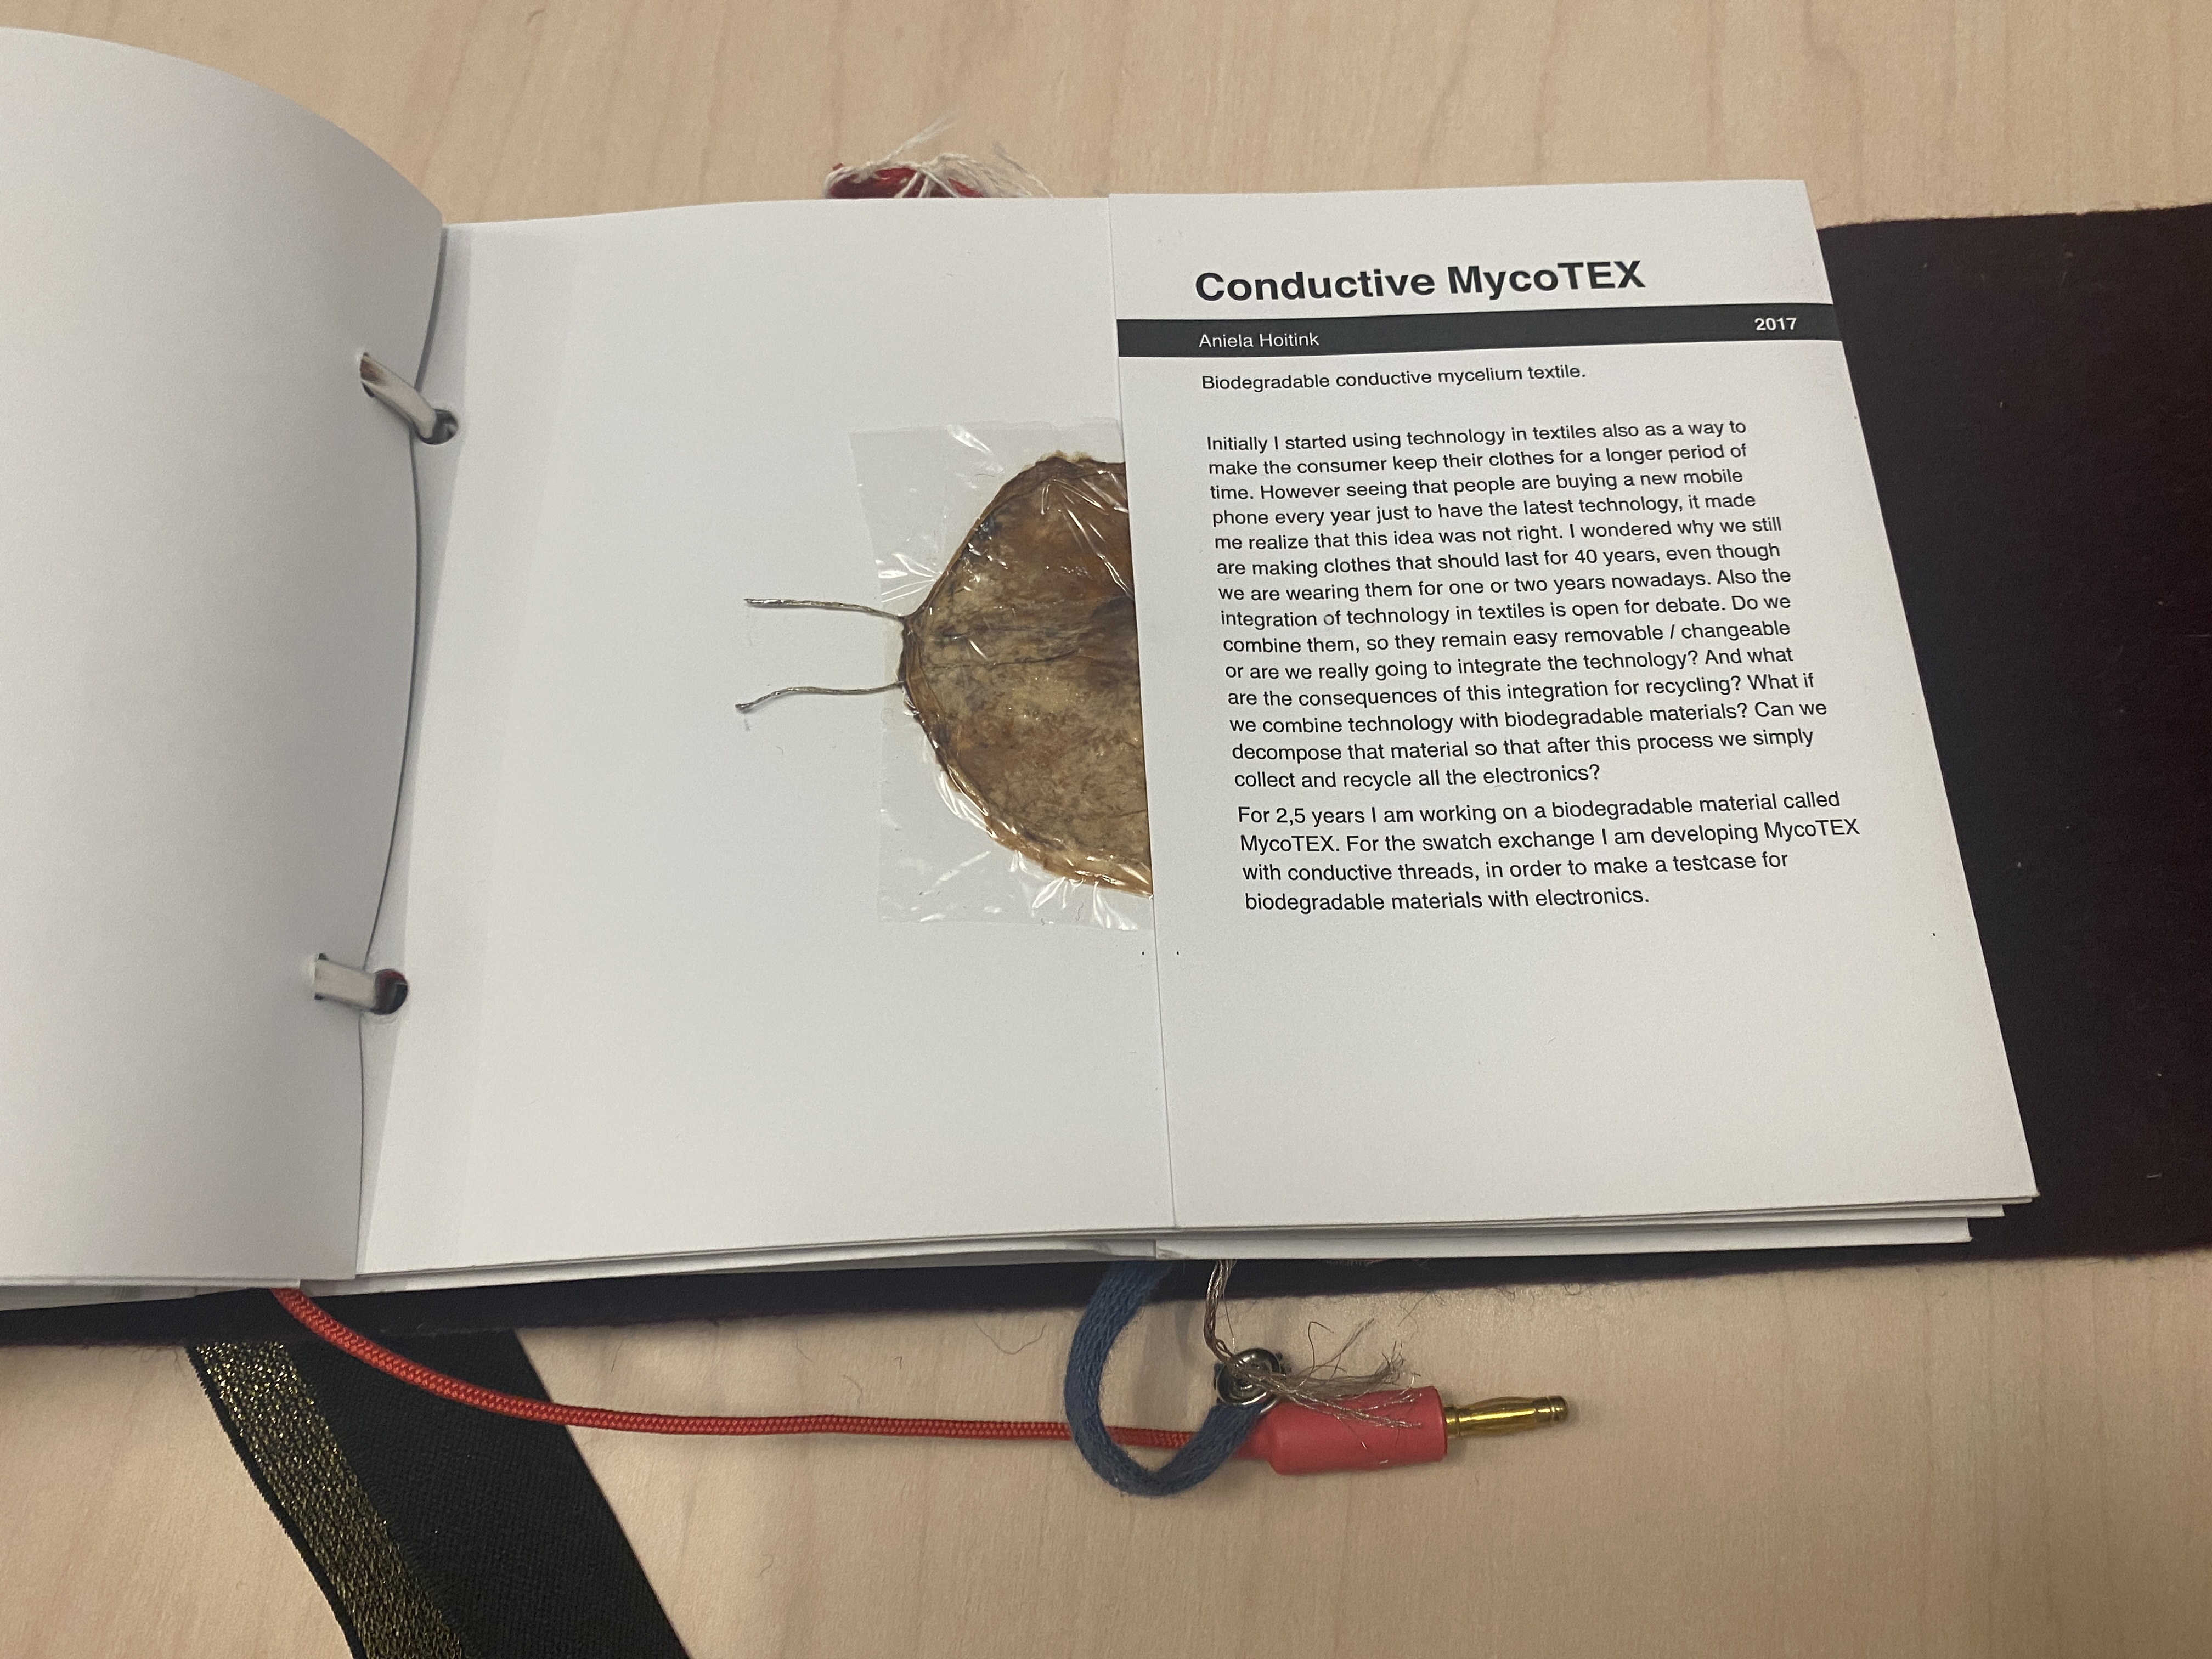 Conductive MycoTEX
Aniela Hoitink 2017
Biodegradable conductive mycelium textile.
Initially I started using technology in textiles also as a way to
make the consumer keep their clothes for a longer period of
time. However seeing that people are buying a new mobile
phone every year just to have the latest technology, it made
me realize that this idea was not right. I wondered why we still
are making clothes that should last for 40 years, even though
we are wearing them for one or two years nowadays. Also the
integration of technology in textiles is open for debate. Do we
combine them, so they remain easy removable / changeable
or are we really going to integrate the technology? And what
are the consequences of this integration for recycling? What if
we combine technology with biodegradable materials? Can we
decompose that material so that after this process we simply
collect and recycle all the electronics?
For 2,5 years I am working on a biodegradable material called
MycoTEX. For the swatch exchange I am developing MycoTEX
with conductive threads, in order to make a testcase for
biodegradable materials with electronics.